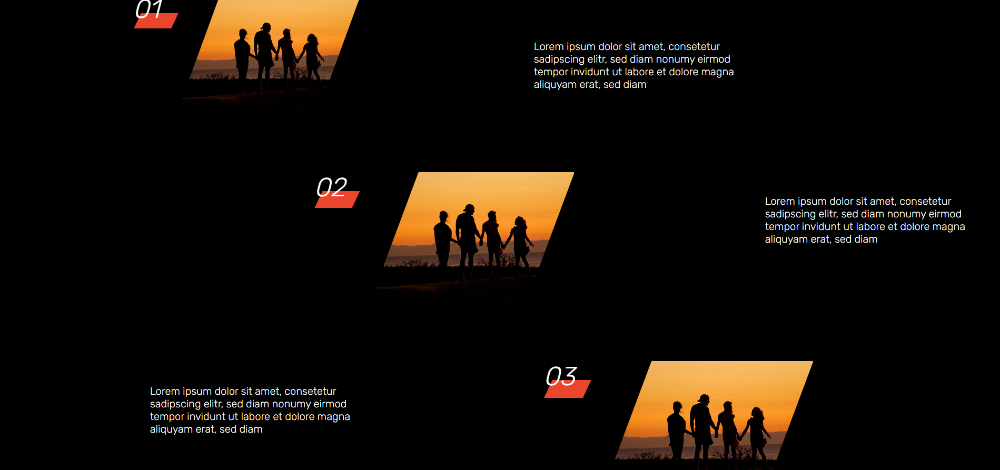 01
Lorem ipsum dolor sit amet, consetetur
sadipscing elitr, sed diam nonumy eirmod
tempor invidunt ut labore et dolore magna
aliquyam erat, sed diam
02
Lorem ipsum dolor sit amet, consetetur
sadipscing elitr, sed diam nonumy eirmod
tempor invidunt ut labore et dolore magna
aliquyam erat, sed diam
03
Lorem ipsum dolor sit amet, consetetur
sadipscing elitr, sed diam nonumy eirmod
tempor invidunt ut labore et dolore magna
aliquyam erat, sed diam